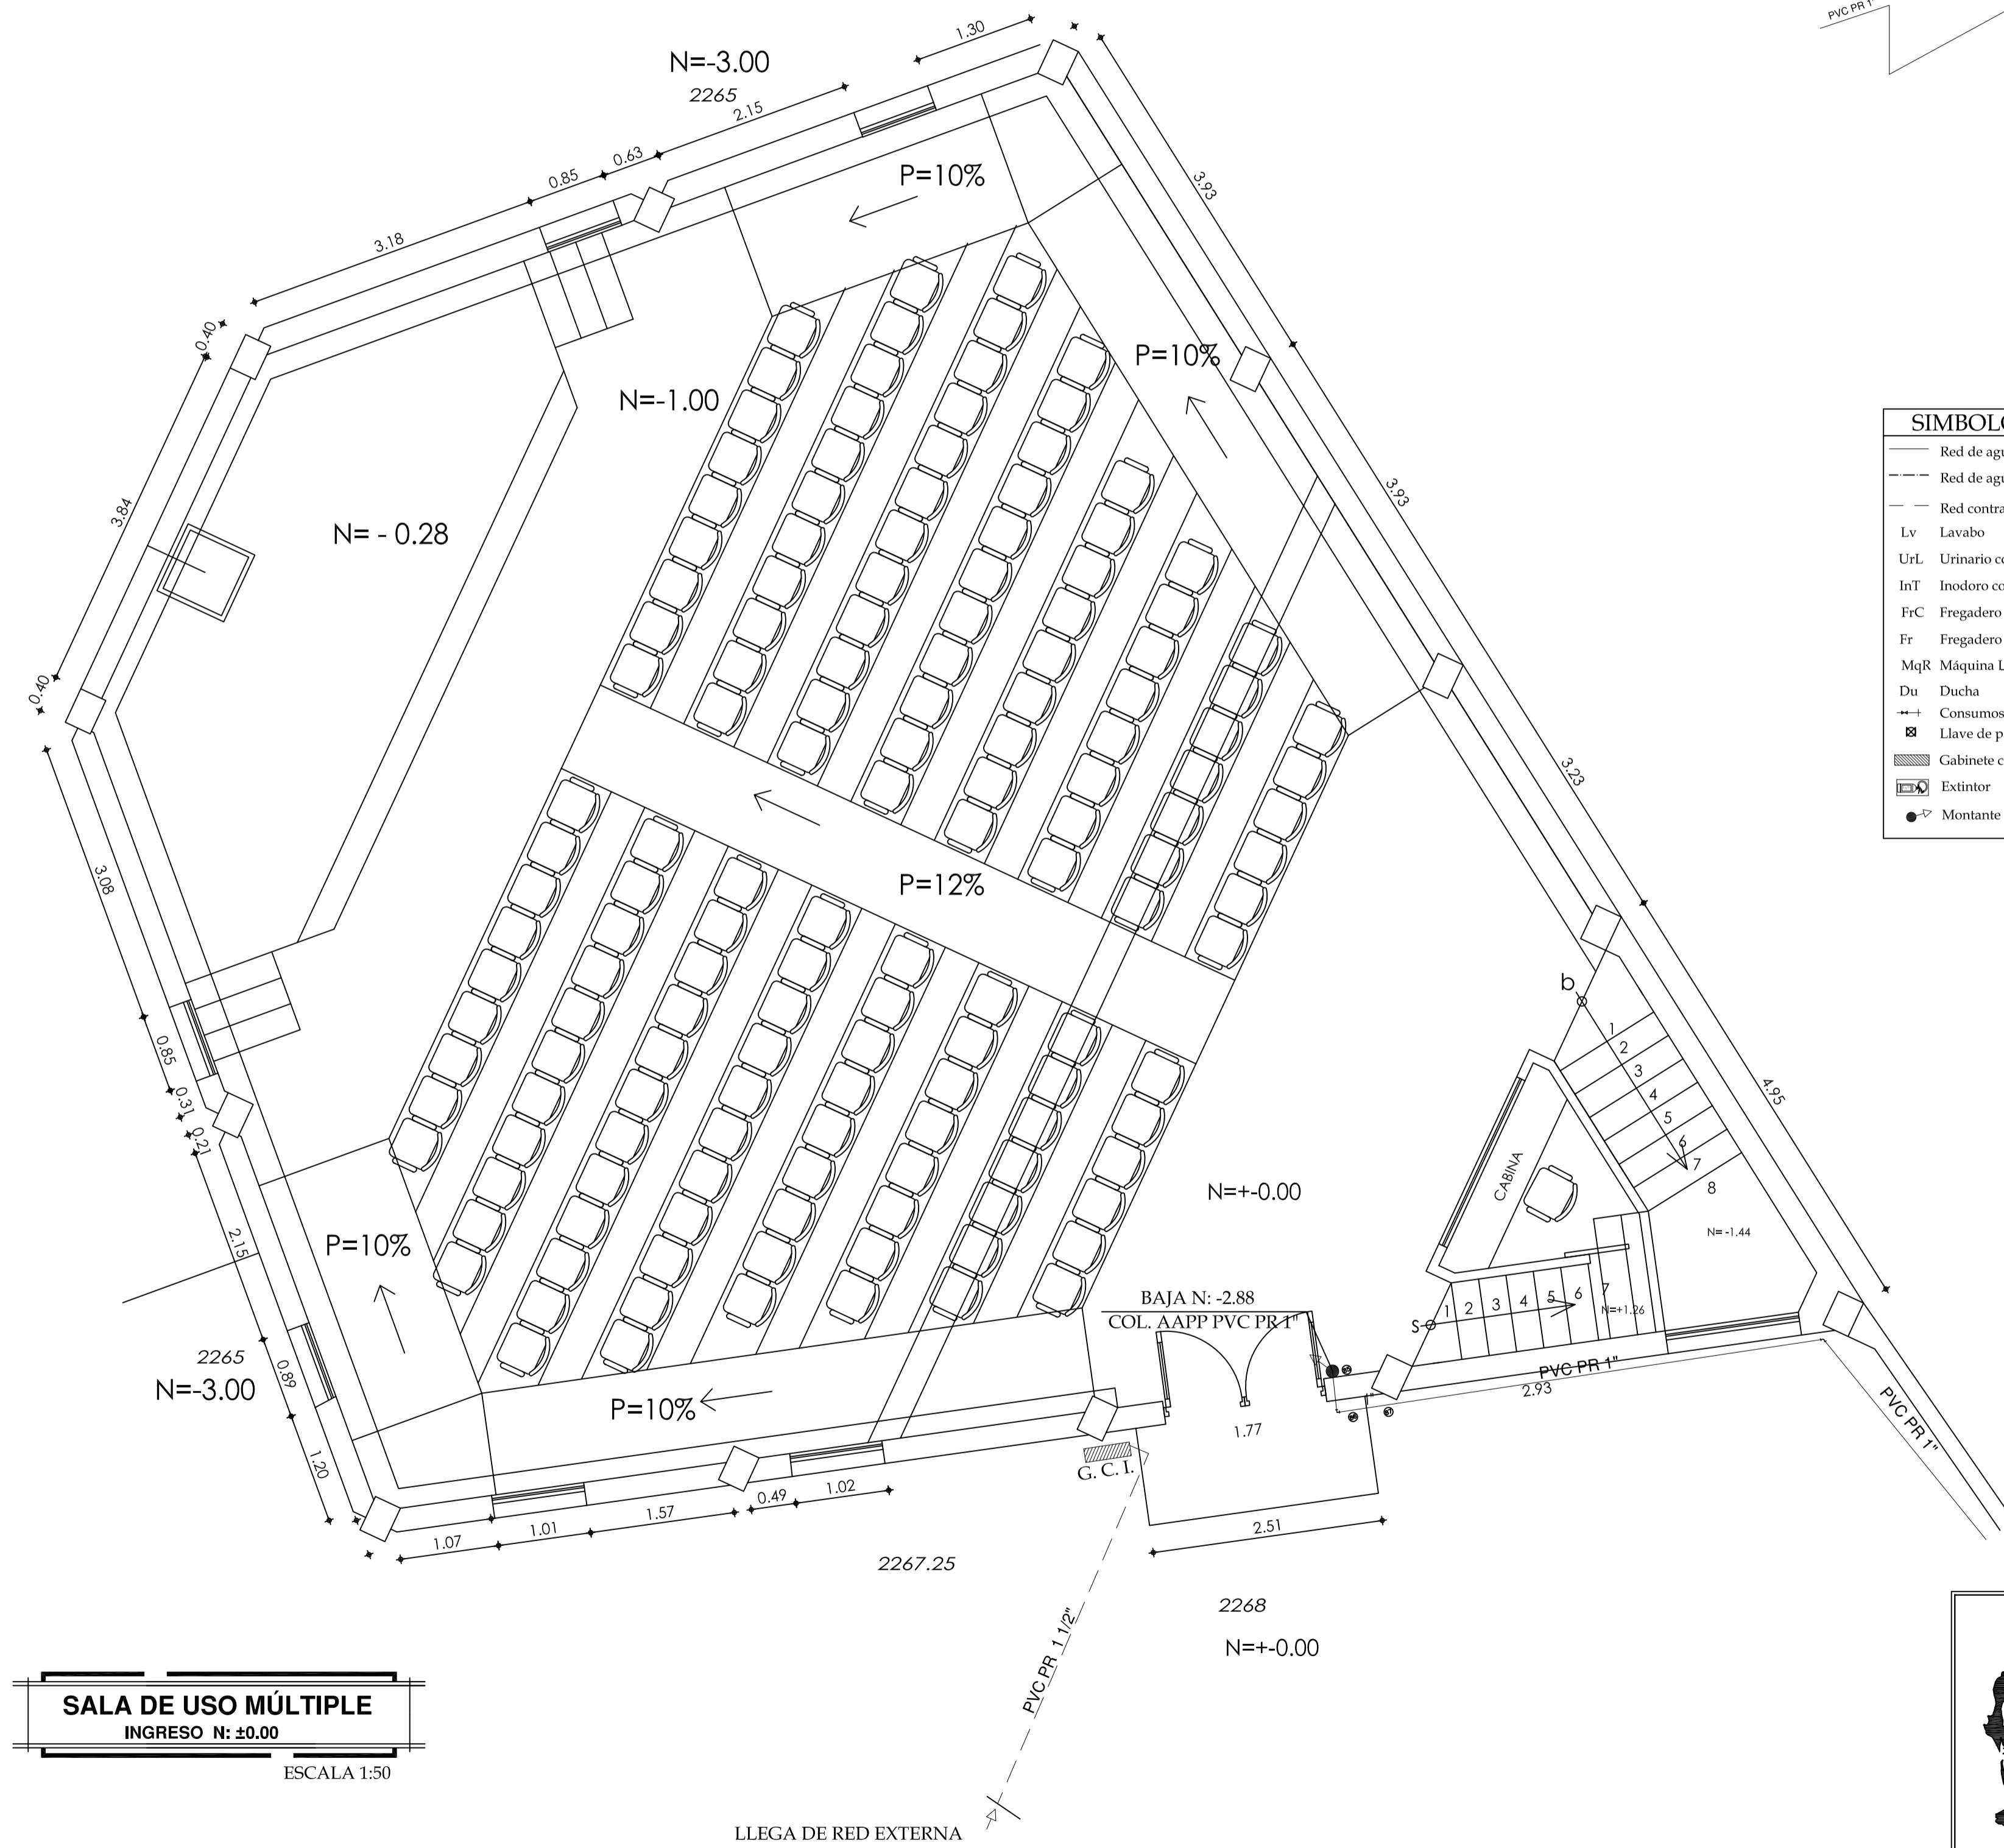 PVC PR 1"
1.30
N=-3.00
2265
2.15
0.63
0.85
3.18
0.40
3.84
0.40
3.08
0.85
0.31
0.21
2.15
0.89
1.20
P=10%
3.93
P=10%
3.93
3.23
4.95
N=-1.00
N= - 0.28
P=12%
b
1
2
3
4
5
6
7
8
N= -1.44
CABINA
N=+-0.00
S
1
2
3
4
5
6
7
N=+1.26
BAJA N: -2.88
COL. AAPP PVC PR 1"
PVC PR 1"
2.93
PVC PR 1"
1.77
P=10%
2265
N=-3.00
P=10%
G. C. I.
1.07
1.01
1.57
0.49
1.02
2.51
2267.25
2268
N=+-0.00
PVC PR 1 1/2"
LLEGA DE RED EXTERNA
SALA DE USO MÚLTIPLE
INGRESO N: ±0.00
ESCALA 1:50
SIMBOLO
Red de agu
Red de agu
Red contra
Lv Lavabo
UrL Urinario co
InT Inodoro co
FrC Fregadero
Fr Fregadero
MqR Máquina L
Du Ducha
Consumos
Llave de p
Gabinete c
Extintor
Montante